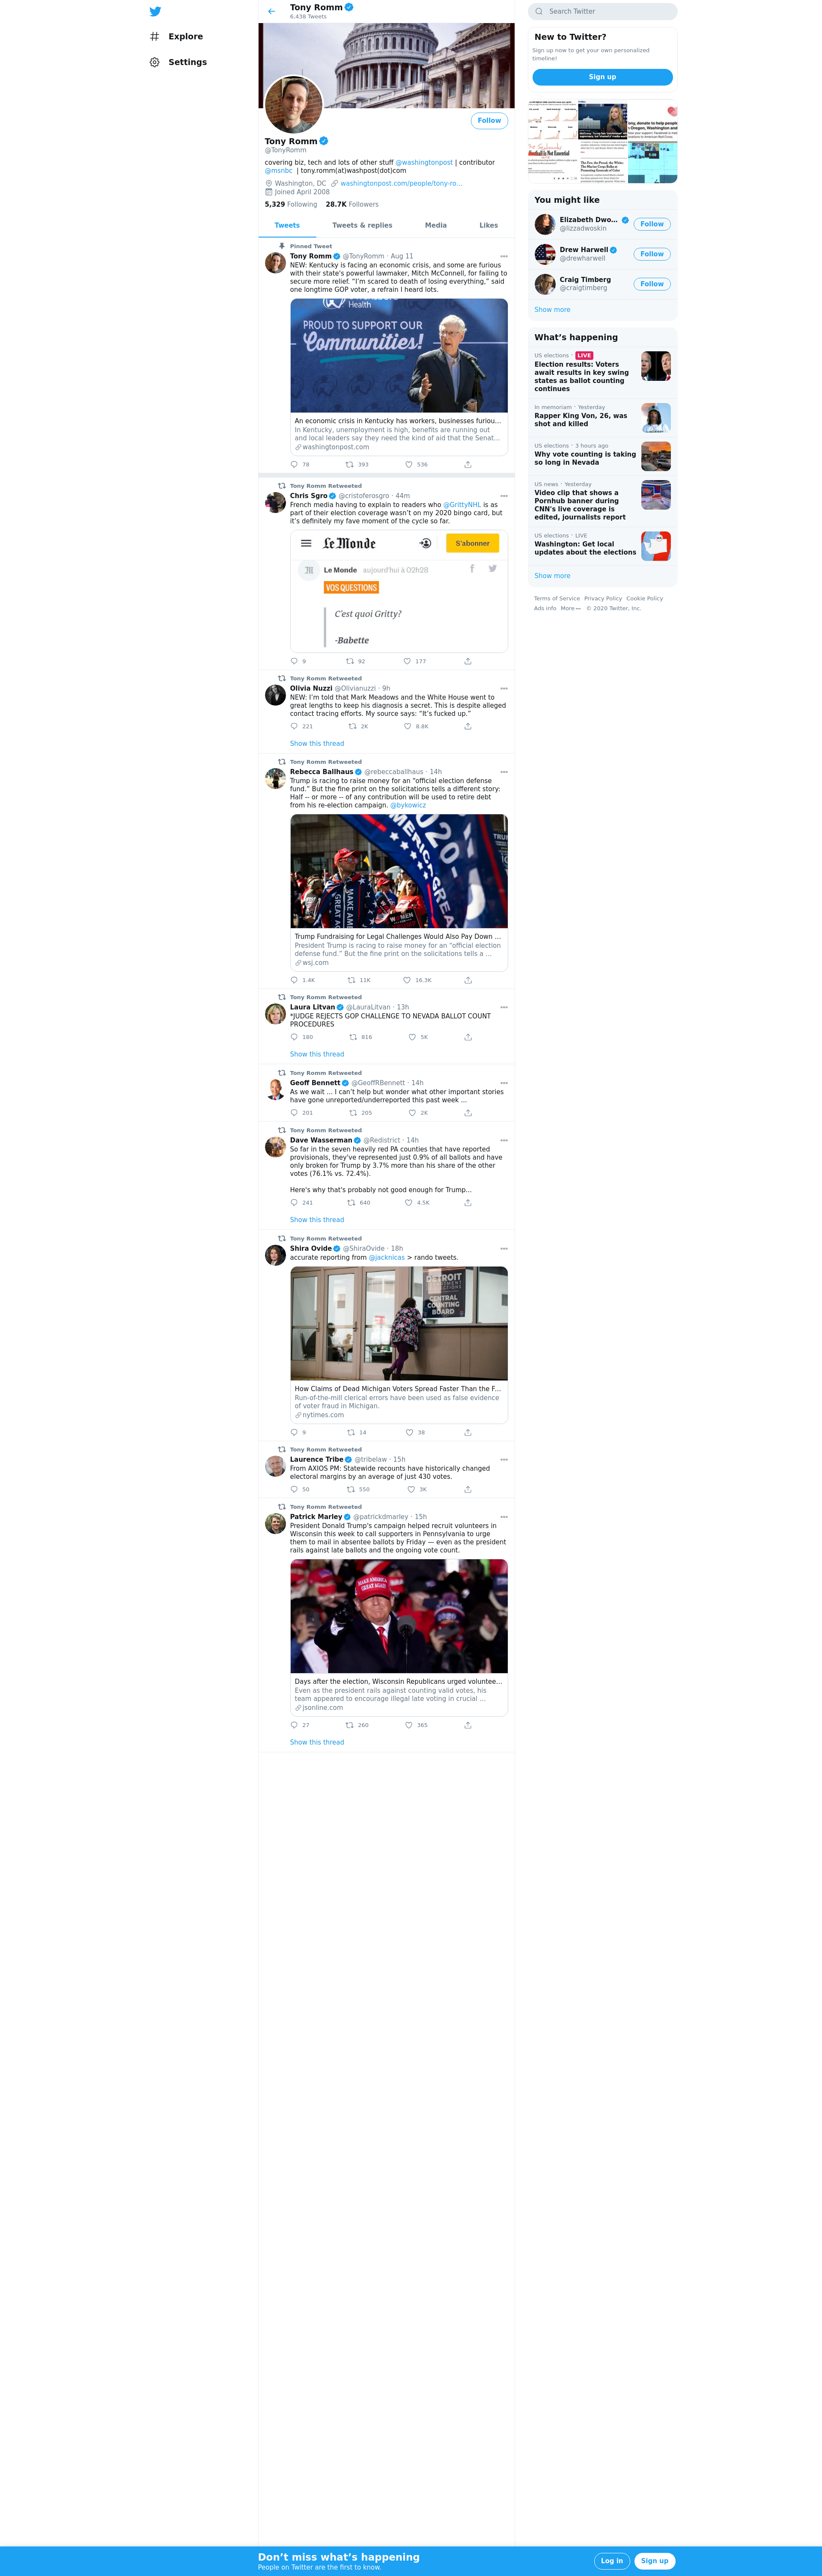 Explore
Settings
Tony Romm
6,438 Tweets
Follow
Tony Romm
@TonyRomm
covering biz, tech and lots of other stuff @washingtonpost | contributor
@msnbc | tony.romm(at)washpost(dot)com
Washington, DC washingtonpost.com/people/tony-ro…
Joined April 2008
5,329 Following 28.7K Followers
Tweets Tweets & replies Media Likes
Pinned Tweet
Tony Romm @TonyRomm · Aug 11
NEW: Kentucky is facing an economic crisis, and some are furious
with their state's powerful lawmaker, Mitch McConnell, for failing to
secure more relief. “I’m scared to death of losing everything,” said
one longtime GOP voter, a refrain I heard lots.
Health
PROUD TO SUPPORT OUR
Communities!
An economic crisis in Kentucky has workers, businesses furiou…
In Kentucky, unemployment is high, benefits are running out
and local leaders say they need the kind of aid that the Senat…
washingtonpost.com
78 393 536
Tony Romm Retweeted
Chris Sgro @cristoferosgro · 44m
French media having to explain to readers who @GrittyNHL is as
part of their election coverage wasn’t on my 2020 bingo card, but
it’s definitely my fave moment of the cycle so far.
Le Monde
S'abonner
Le Monde aujourd'hui à 02h28
VOS QUESTIONS
C'est quoi Gritty?
-Babette
9 92 177
Tony Romm Retweeted
Olivia Nuzzi @Olivianuzzi · 9h
NEW: I’m told that Mark Meadows and the White House went to
great lengths to keep his diagnosis a secret. This is despite alleged
contact tracing efforts. My source says: “It’s fucked up.”
221 2K 8.8K
Show this thread
Tony Romm Retweeted
Rebecca Ballhaus @rebeccaballhaus · 14h
Trump is racing to raise money for an “official election defense
fund.” But the fine print on the solicitations tells a different story:
Half -- or more -- of any contribution will be used to retire debt
from his re-election campaign. @bykowicz
Trump Fundraising for Legal Challenges Would Also Pay Down …
President Trump is racing to raise money for an “official election
defense fund.” But the fine print on the solicitations tells a …
wsj.com
1.4K 11K 16.3K
Tony Romm Retweeted
Laura Litvan @LauraLitvan · 13h
*JUDGE REJECTS GOP CHALLENGE TO NEVADA BALLOT COUNT
PROCEDURES
180 816 5K
Show this thread
Tony Romm Retweeted
Geoff Bennett @GeoffRBennett · 14h
As we wait ... I can’t help but wonder what other important stories
have gone unreported/underreported this past week ...
201 205 2K
Tony Romm Retweeted
Dave Wasserman @Redistrict · 14h
So far in the seven heavily red PA counties that have reported
provisionals, they've represented just 0.9% of all ballots and have
only broken for Trump by 3.7% more than his share of the other
votes (76.1% vs. 72.4%).
Here's why that's probably not good enough for Trump...
241 640 4.5K
Show this thread
Tony Romm Retweeted
Shira Ovide @ShiraOvide · 18h
accurate reporting from @jacknicas > rando tweets.
DETROIT
DEPARTMENT
ELECTIONS
CENTRAL
COUNTING
BOARD
How Claims of Dead Michigan Voters Spread Faster Than the F…
Run-of-the-mill clerical errors have been used as false evidence
of voter fraud in Michigan.
nytimes.com
9 14 38
Tony Romm Retweeted
Laurence Tribe @tribelaw · 15h
From AXIOS PM: Statewide recounts have historically changed
electoral margins by an average of just 430 votes.
50 550 3K
Tony Romm Retweeted
Patrick Marley @patrickdmarley · 15h
President Donald Trump's campaign helped recruit volunteers in
Wisconsin this week to call supporters in Pennsylvania to urge
them to mail in absentee ballots by Friday — even as the president
rails against late ballots and the ongoing vote count.
MAKE AMERICA
GREAT AGAIN
Days after the election, Wisconsin Republicans urged voluntee…
Even as the president rails against counting valid votes, his
team appeared to encourage illegal late voting in crucial …
jsonline.com
27 260 365
Show this thread
Search Twitter
New to Twitter?
Sign up now to get your own personalized
timeline!
Sign up
You might like
Elizabeth Dwo…
@lizzadwoskin
Follow
Drew Harwell
@drewharwell
Follow
Craig Timberg
@craigtimberg
Follow
Show more
What’s happening
US elections · LIVE
Election results: Voters
await results in key swing
states as ballot counting
continues
In memoriam · Yesterday
Rapper King Von, 26, was
shot and killed
US elections · 3 hours ago
Why vote counting is taking
so long in Nevada
US news · Yesterday
Video clip that shows a
Pornhub banner during
CNN's live coverage is
edited, journalists report
US elections · LIVE
Washington: Get local
updates about the elections
Show more
Terms of Service Privacy Policy Cookie Policy
Ads info More © 2020 Twitter, Inc.
Don’t miss what’s happening
People on Twitter are the first to know.
Log in
Sign up